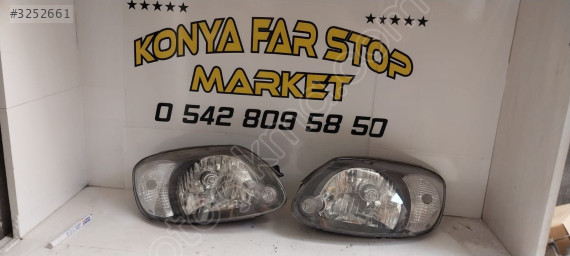 #3252661
KONYA FAR STOP
MARKET
0 542 809 58 50